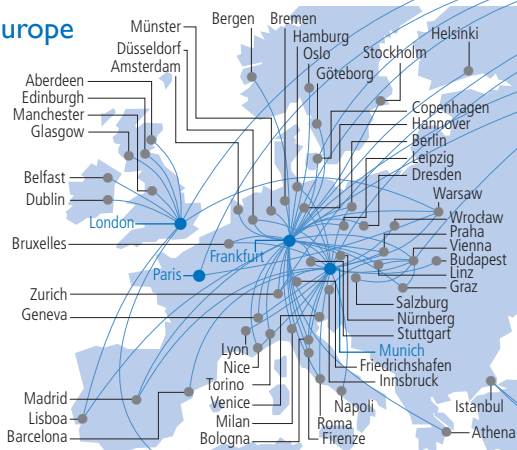 urope
Bergen
Bremen
Münster
Hamburg
Helsinki
Düsseldorf
Oslo
Stockholm
Amsterdam
Göteborg
Aberdeen
Edinburgh
Manchester
Glasgow
Copenhagen
Hannover
Berlin
Leipzig
Dresden
Belfast
Dublin
Warsaw
London
Wrocław
Praha
Vienna
Bruxelles
Frankfurt
Budapest
Paris
Linz
Graz
Zurich
Salzburg
Geneva
Nürnberg
Stuttgart
Lyon
Munich
Nice
Friedrichshafen
Torino
Innsbruck
Madrid
Venice
Napoli
Istanbul
Lisboa
Milan
Roma
Barcelona
Bologna
Firenze
Athena